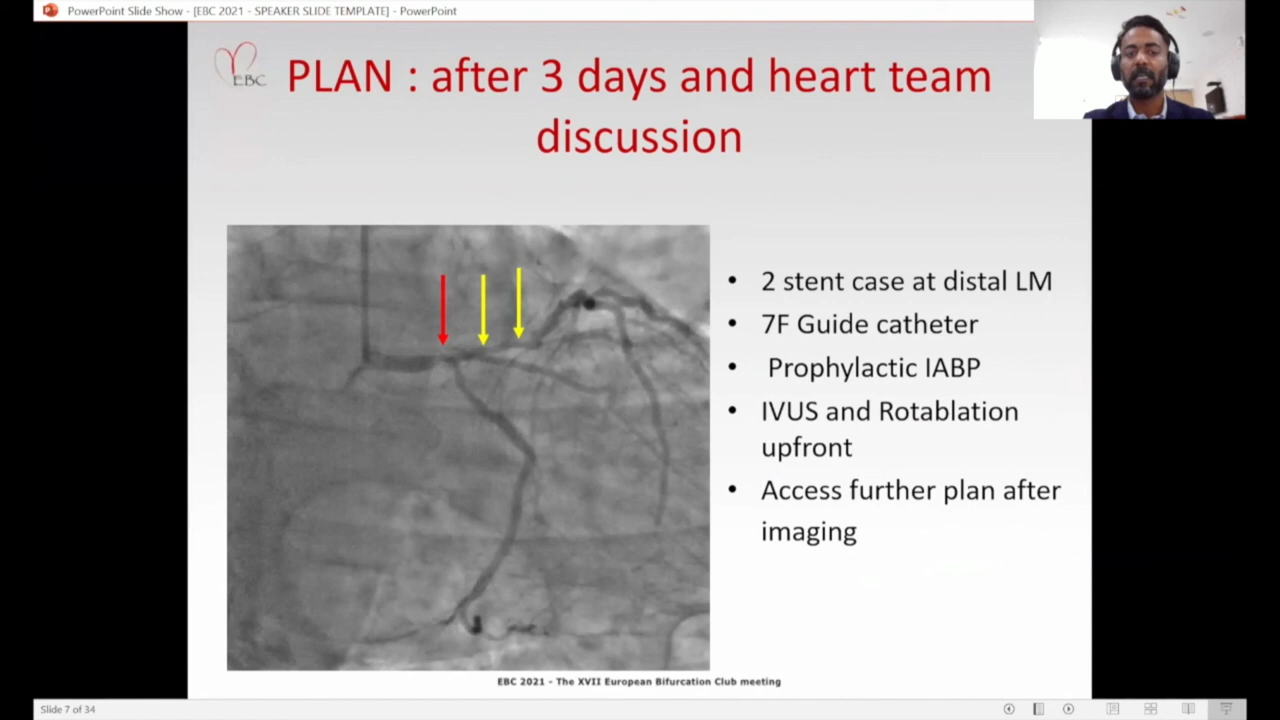 PowerPoint Slide Show - [EBC 2021 - SPEAKER SLIDE TEMPLATE] - PowerPoint
EBC
PLAN : after 3 days and heart team
discussion
• 2 stent case at distal LM
• 7F Guide catheter
• Prophylactic IABP
• IVUS and Rotablation
upfront
• Access further plan after
imaging
EBC 2021 - The XVII European Bifurcation Club meeting
Slide 7 of 34